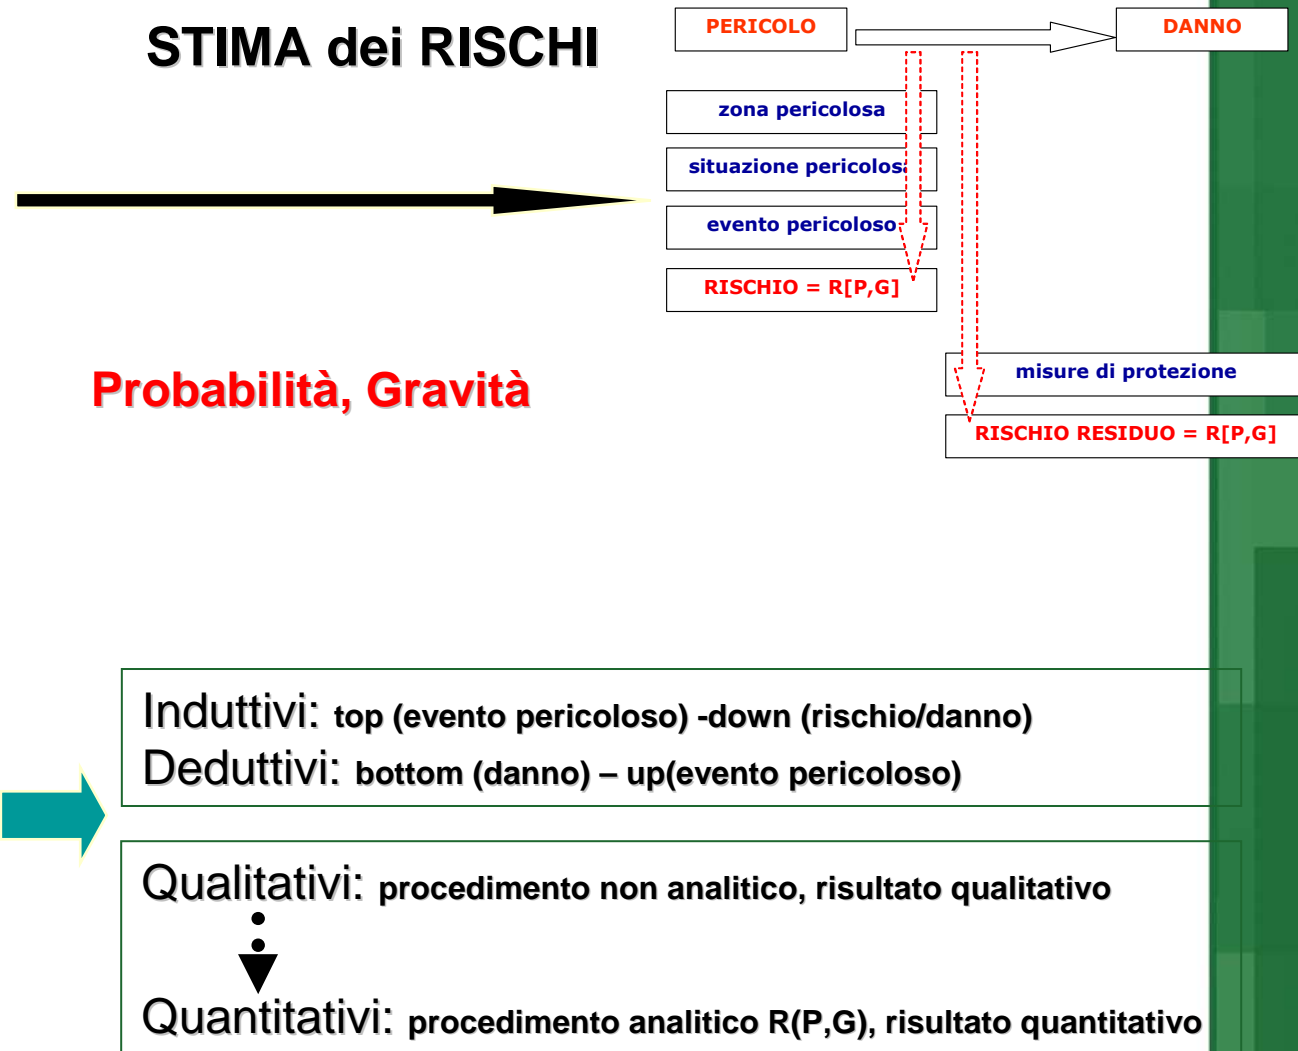 STIMA dei RISCHI
PERICOLO
DANNO
zona pericolosa
situazione pericolosa
evento pericoloso
RISCHIO = R[P,G]
misure di protezione
RISCHIO RESIDUO = R[P,G]
Probabilità, Gravità
Induttivi: top (evento pericoloso) -down (rischio/danno)
Deduttivi: bottom (danno) – up(evento pericoloso)
Qualitativi: procedimento non analitico, risultato qualitativo
Quantitativi: procedimento analitico R(P,G), risultato quantitativo